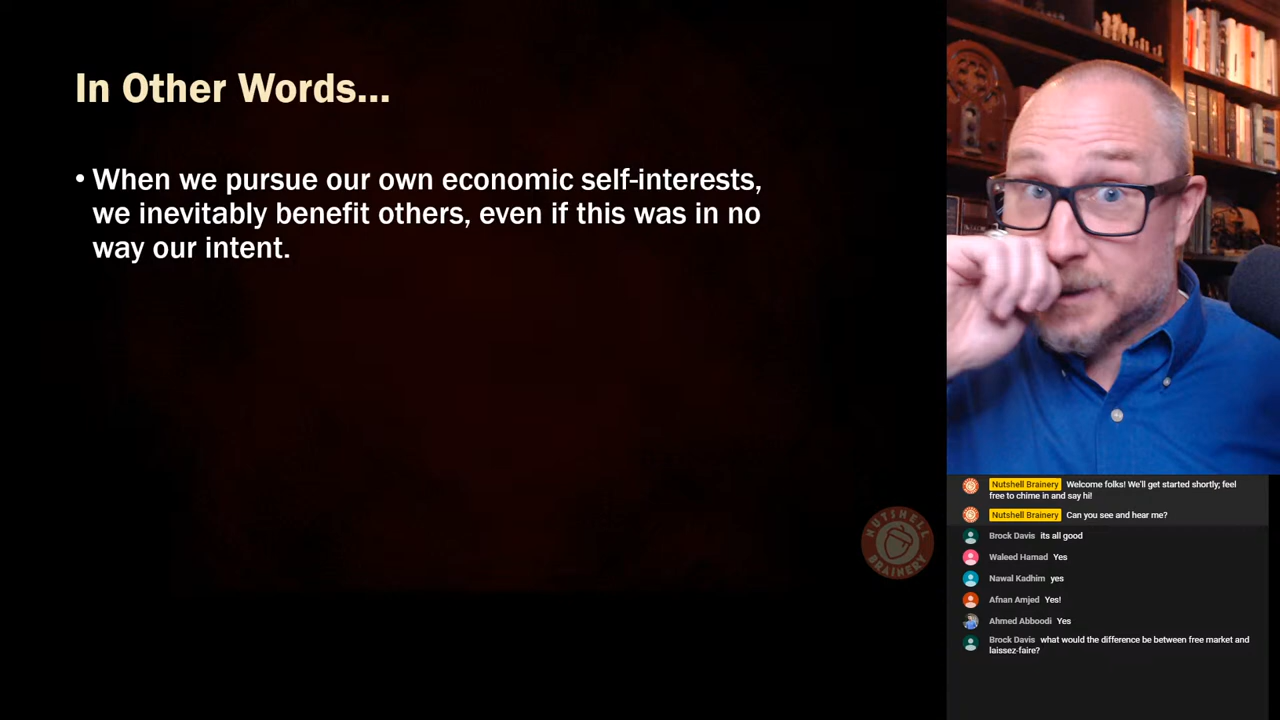 In Other Words...
• When we pursue our own economic self-interests,
we inevitably benefit others, even if this was in no
way our intent.
NUTSHELL
BRAINERY
Nutshell Brainery Welcome folks! We'll get started shortly; feel
free to chime in and say hi!
Nutshell Brainery Can you see and hear me?
Brock Davis its all good
Waleed Hamad Yes
Nawal Kadhim yes
Afnan Amjed Yes!
Ahmed Abboodi Yes
Brock Davis what would the difference be between free market and
laissez-faire?